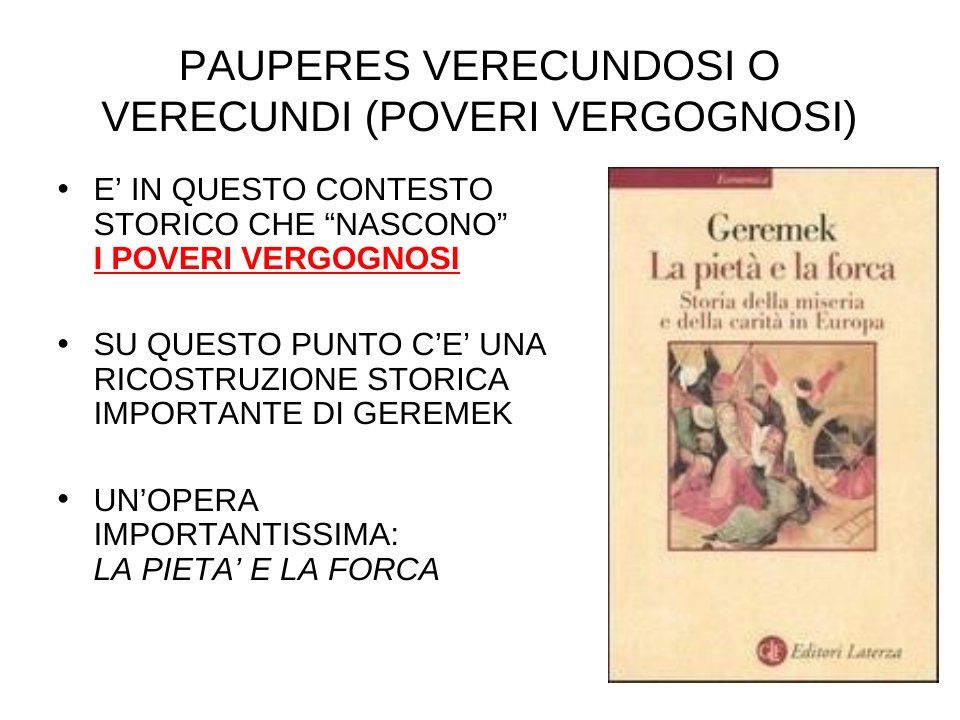 PAUPERES VERECUNDOSI O
VERECUNDI (POVERI VERGOGNOSI)
• E’ IN QUESTO CONTESTO
STORICO CHE “NASCONO”
I POVERI VERGOGNOSI
• SU QUESTO PUNTO C’E’ UNA
RICOSTRUZIONE STORICA
IMPORTANTE DI GEREMEK
• UN’OPERA
IMPORTANTISSIMA:
LA PIETA’ E LA FORCA
Economica
Geremek
La pietà e la forca
Storia della miseria
e della carità in Europa
Editori Laterza